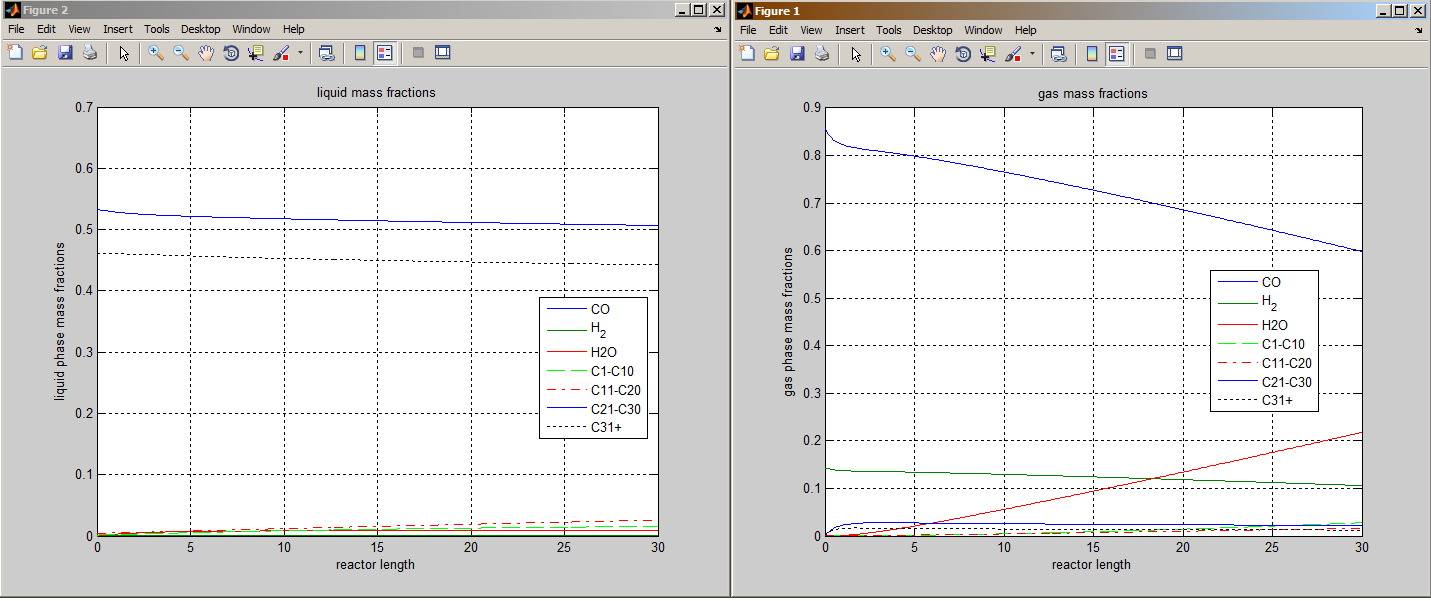 Figure 2
File Edit View Insert Tools Desktop Window Help
liquid mass fractions
0.7
0.6
0.5
0.4
0.3
0.2
0.1
0
liquid phase mass fractions
CO
H2
H2O
C1-C10
C11-C20
C21-C30
C31+
0 5 10 15 20 25 30
reactor length
Figure 1
File Edit View Insert Tools Desktop Window Help
gas mass fractions
0.9
0.8
0.7
0.6
0.5
0.4
0.3
0.2
0.1
0
gas phase mass fractions
CO
H2
H2O
C1-C10
C11-C20
C21-C30
C31+
0 5 10 15 20 25 30
reactor length